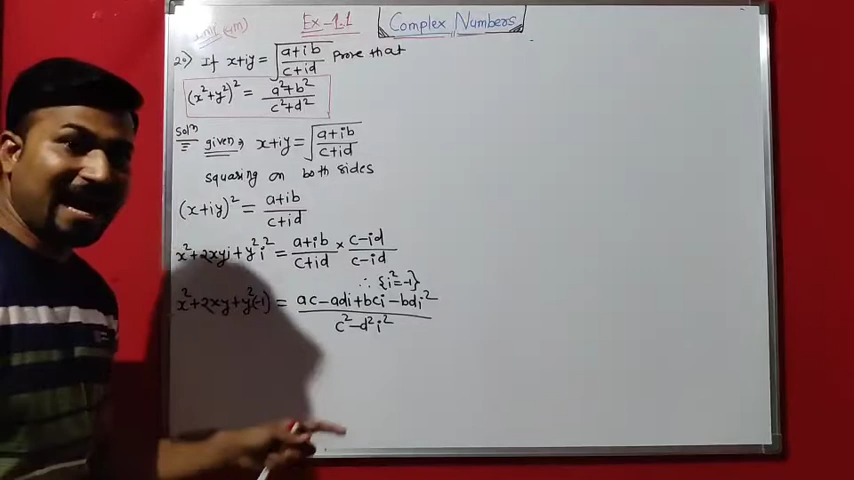 Ex-1.1
Complex Numbers
20) If x+iy = √(a+ib / c+id) prove that
(x²+y²)² = a²+b² / c²+d²
Solⁿ given, x+iy = √(a+ib / c+id)
squaring on both sides
(x+iy)² = a+ib / c+id
x²+2xyi+y²i² = a+ib / c+id × c-id / c-id
∴ {i²=-1}
x²+2xy+y²(-1) = ac-adi+bci-bdi² / c²-d²i²